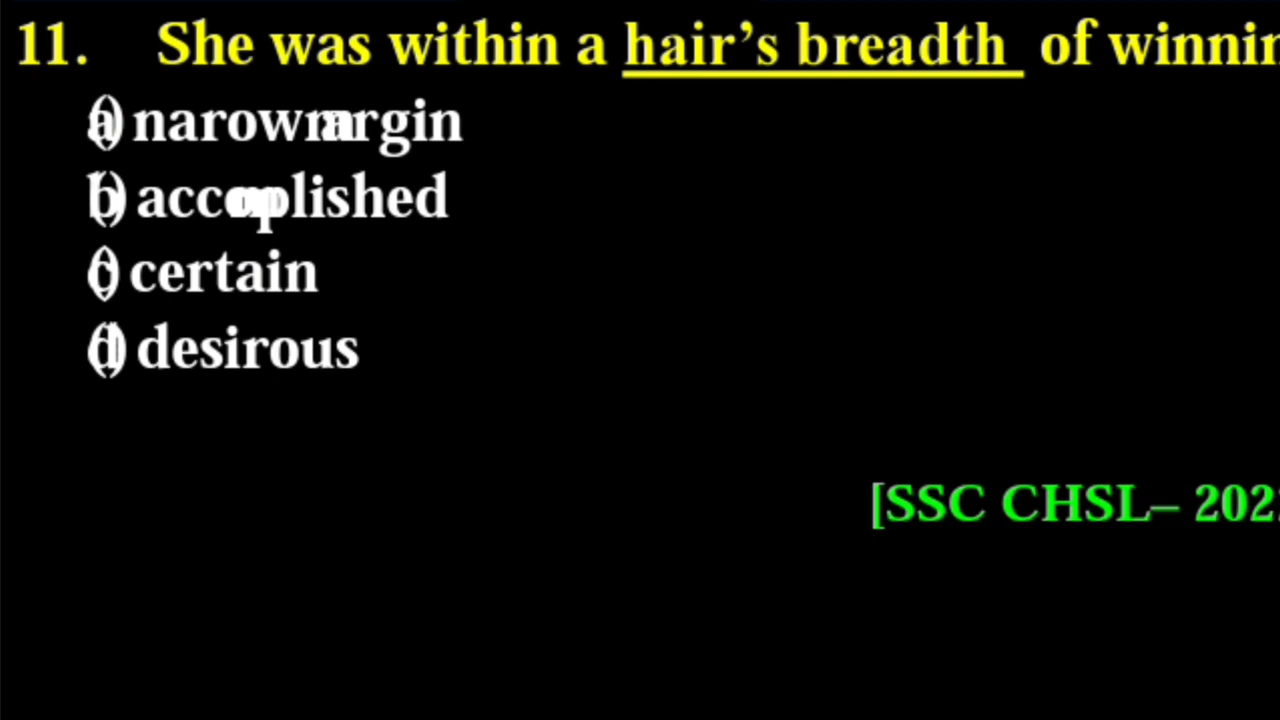 11. She was within a hair’s breadth of winnin
(a) narow margin
(b) accomplished
(c) certain
(d) desirous
[SSC CHSL– 202